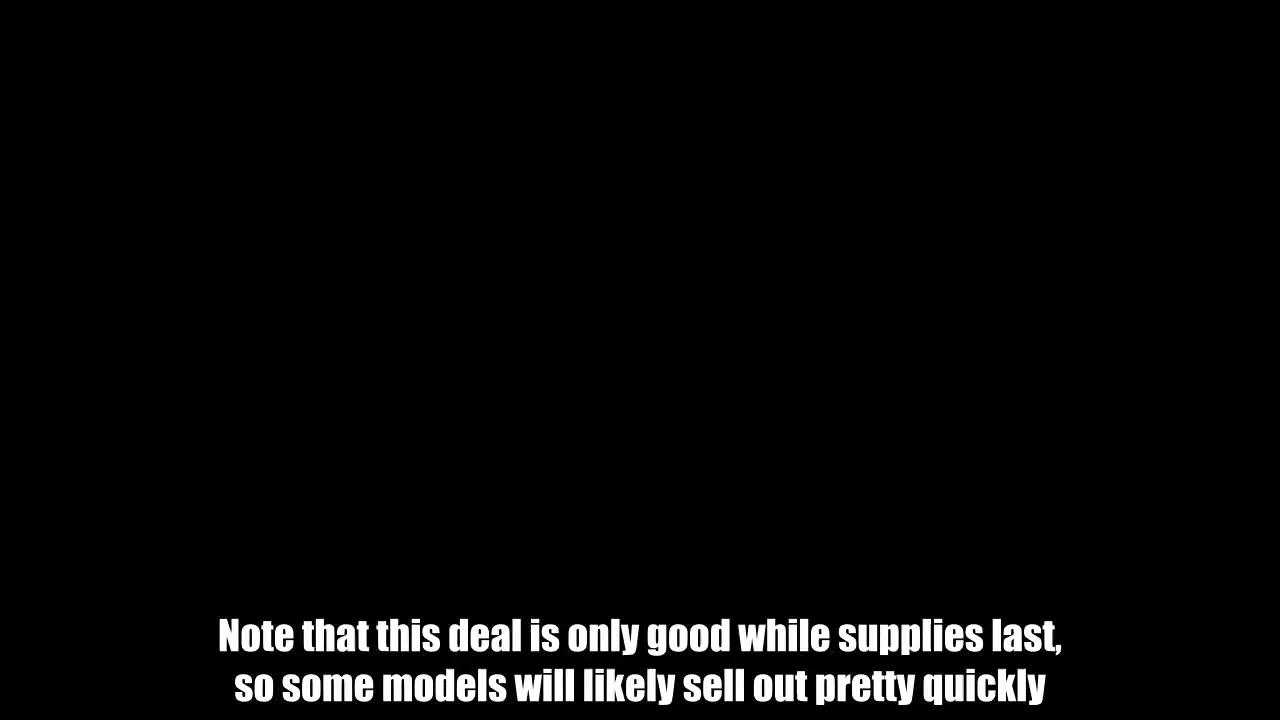 Note that this deal is only good while supplies last,
so some models will likely sell out pretty quickly